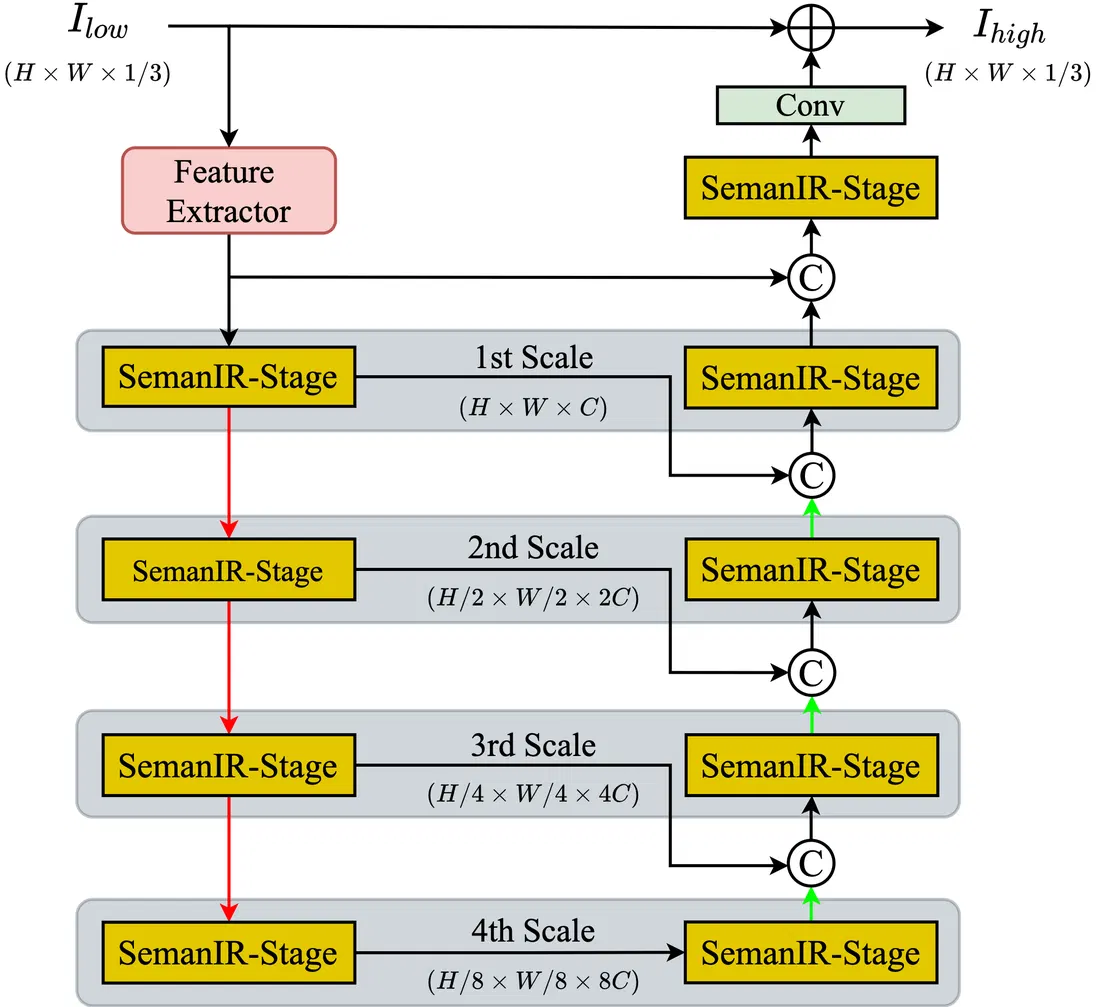 I_low
I_high
(H × W × 1/3)
(H × W × 1/3)
Conv
Feature
Extractor
SemanIR-Stage
C
1st Scale
SemanIR-Stage
SemanIR-Stage
(H × W × C)
C
2nd Scale
SemanIR-Stage
SemanIR-Stage
(H/2 × W/2 × 2C)
C
3rd Scale
SemanIR-Stage
SemanIR-Stage
(H/4 × W/4 × 4C)
C
4th Scale
SemanIR-Stage
SemanIR-Stage
(H/8 × W/8 × 8C)